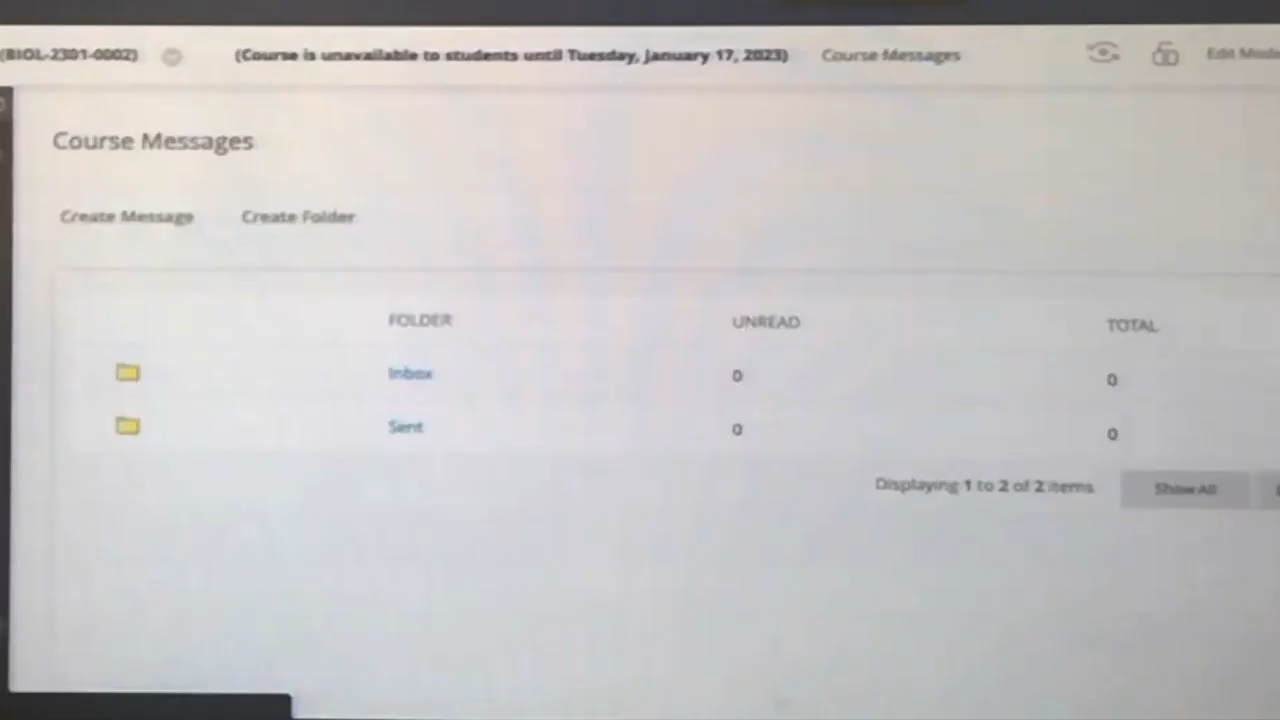 (BIOL-2301-0002) (Course is unavailable to students until Tuesday, January 17, 2023) Course Messages Edit Mode
Course Messages
Create Message Create Folder
FOLDER UNREAD TOTAL
Inbox 0 0
Sent 0 0
Displaying 1 to 2 of 2 items Show All